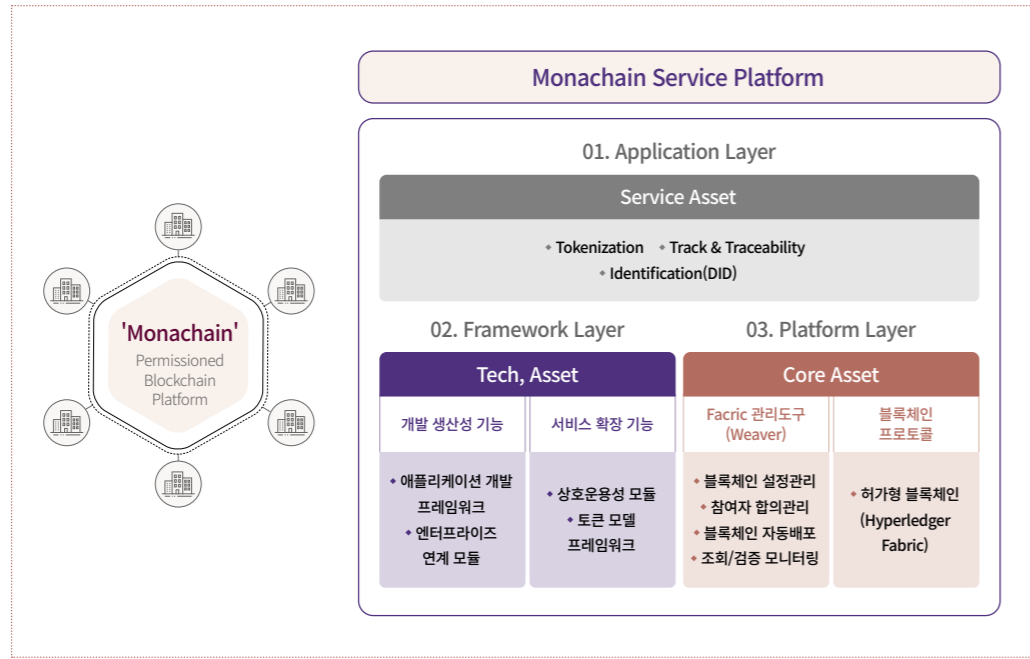 Monachain Service Platform
01. Application Layer
Service Asset
◆ Tokenization ◆ Track & Traceability
◆ Identification(DID)
'Monachain'
Permissioned
Blockchain
Platform
02. Framework Layer
Tech, Asset
개발 생산성 기능
◆ 애플리케이션 개발
프레임워크
◆ 엔터프라이즈
연계 모듈
서비스 확장 기능
◆ 상호운용성 모듈
◆ 토큰 모델
프레임워크
03. Platform Layer
Core Asset
Facric 관리도구
(Weaver)
◆ 블록체인 설정관리
◆ 참여자 합의관리
◆ 블록체인 자동배포
◆ 조회/검증 모니터링
블록체인
프로토콜
◆ 허가형 블록체인
(Hyperledger
Fabric)